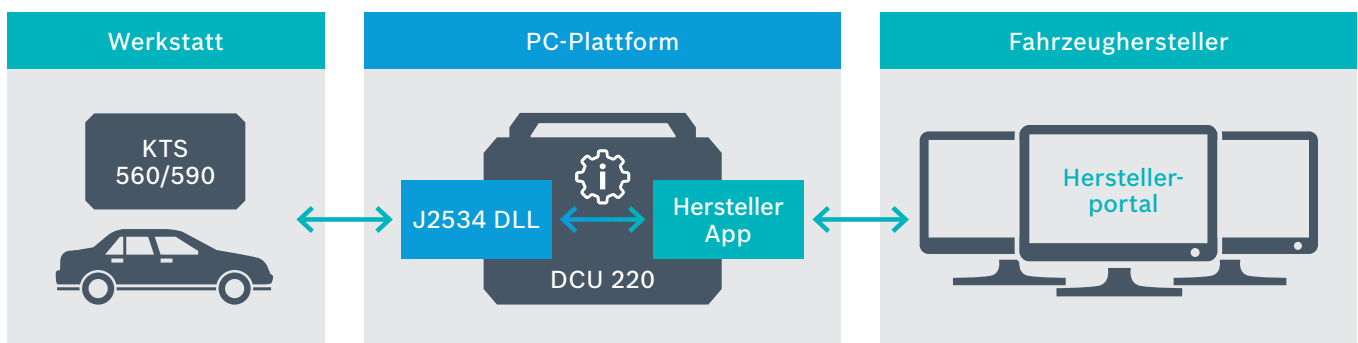 Werkstatt
PC-Plattform
Fahrzeughersteller
KTS
560/590
J2534 DLL
Hersteller
App
DCU 220
Hersteller-
portal